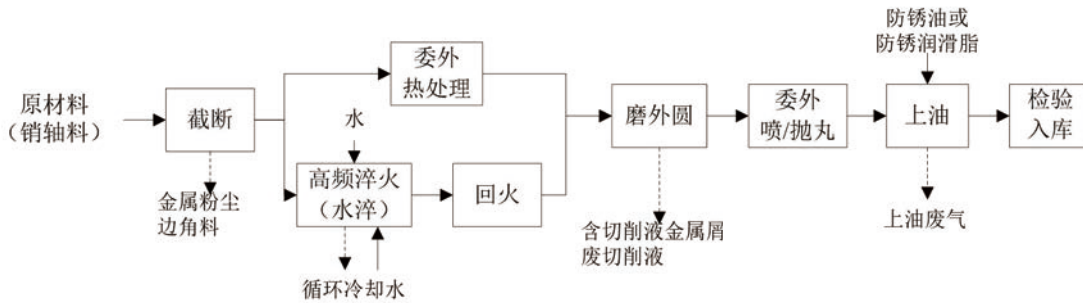 原材料
（销轴料）
截断
金属粉尘
边角料
委外
热处理
水
高频淬火
（水淬）
循环冷却水
回火
磨外圆
含切削液金属屑
废切削液
委外
喷/抛丸
防锈油或
防锈润滑脂
上油
上油废气
检验
入库